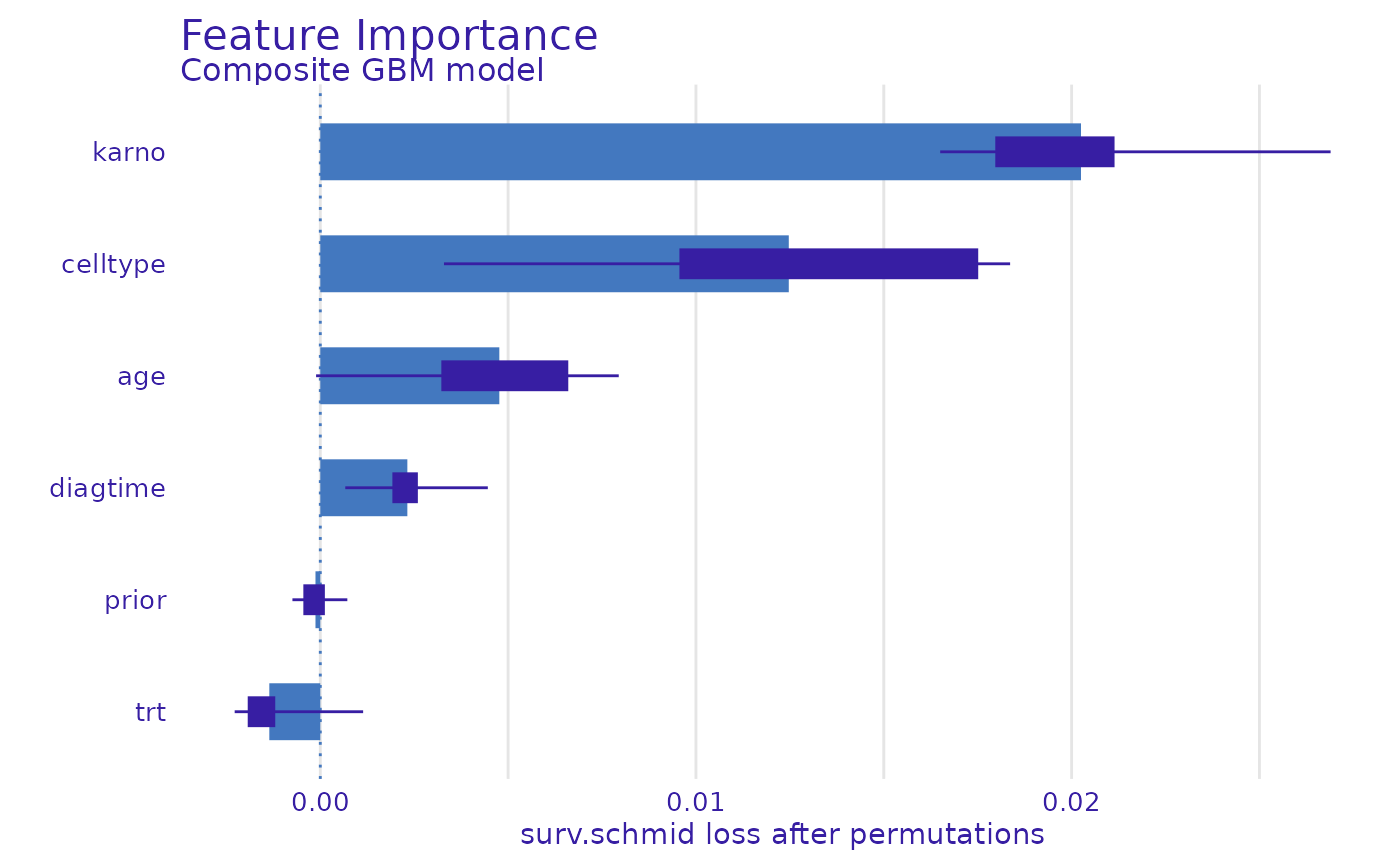 Feature Importance
Composite GBM model
karno
celltype
age
diagtime
prior
trt
0.00 0.01 0.02
surv.schmid loss after permutations